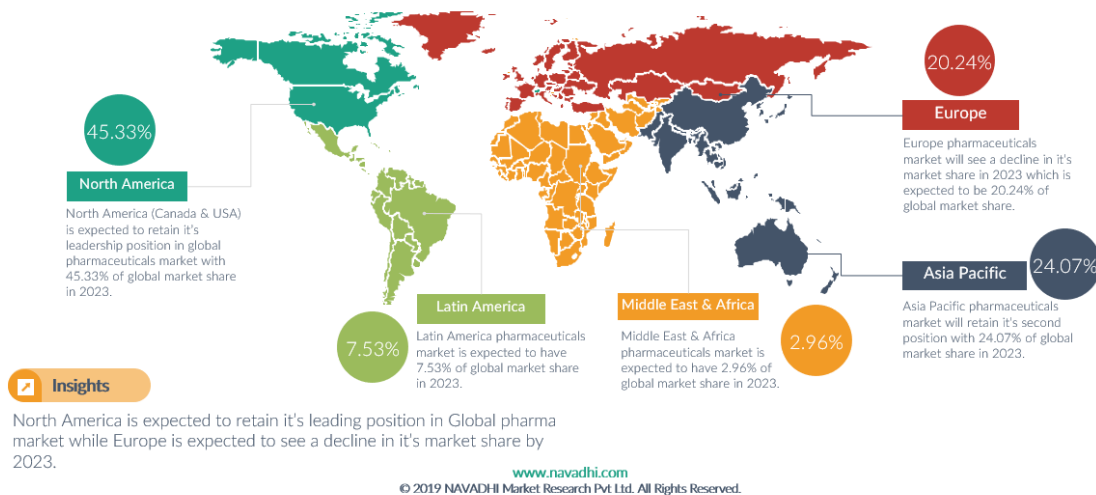 45.33%
North America
North America (Canada & USA)
is expected to retain it's
leadership position in global
pharmaceuticals market with
45.33% of global market share
in 2023.
20.24%
Europe
Europe pharmaceuticals
market will see a decline in it's
market share in 2023 which is
expected to be 20.24% of
global market share.
7.53%
Latin America
Latin America pharmaceuticals
market is expected to have
7.53% of global market share
in 2023.
Middle East & Africa
2.96%
Middle East & Africa
pharmaceuticals market is
expected to have 2.96% of
global market share in 2023.
Asia Pacific
24.07%
Asia Pacific pharmaceuticals
market will retain it's second
position with 24.07% of global
market share in 2023.
Insights
North America is expected to retain it's leading position in Global pharma
market while Europe is expected to see a decline in it's market share by
2023.
www.navadhi.com
© 2019 NAVADHI Market Research Pvt Ltd. All Rights Reserved.